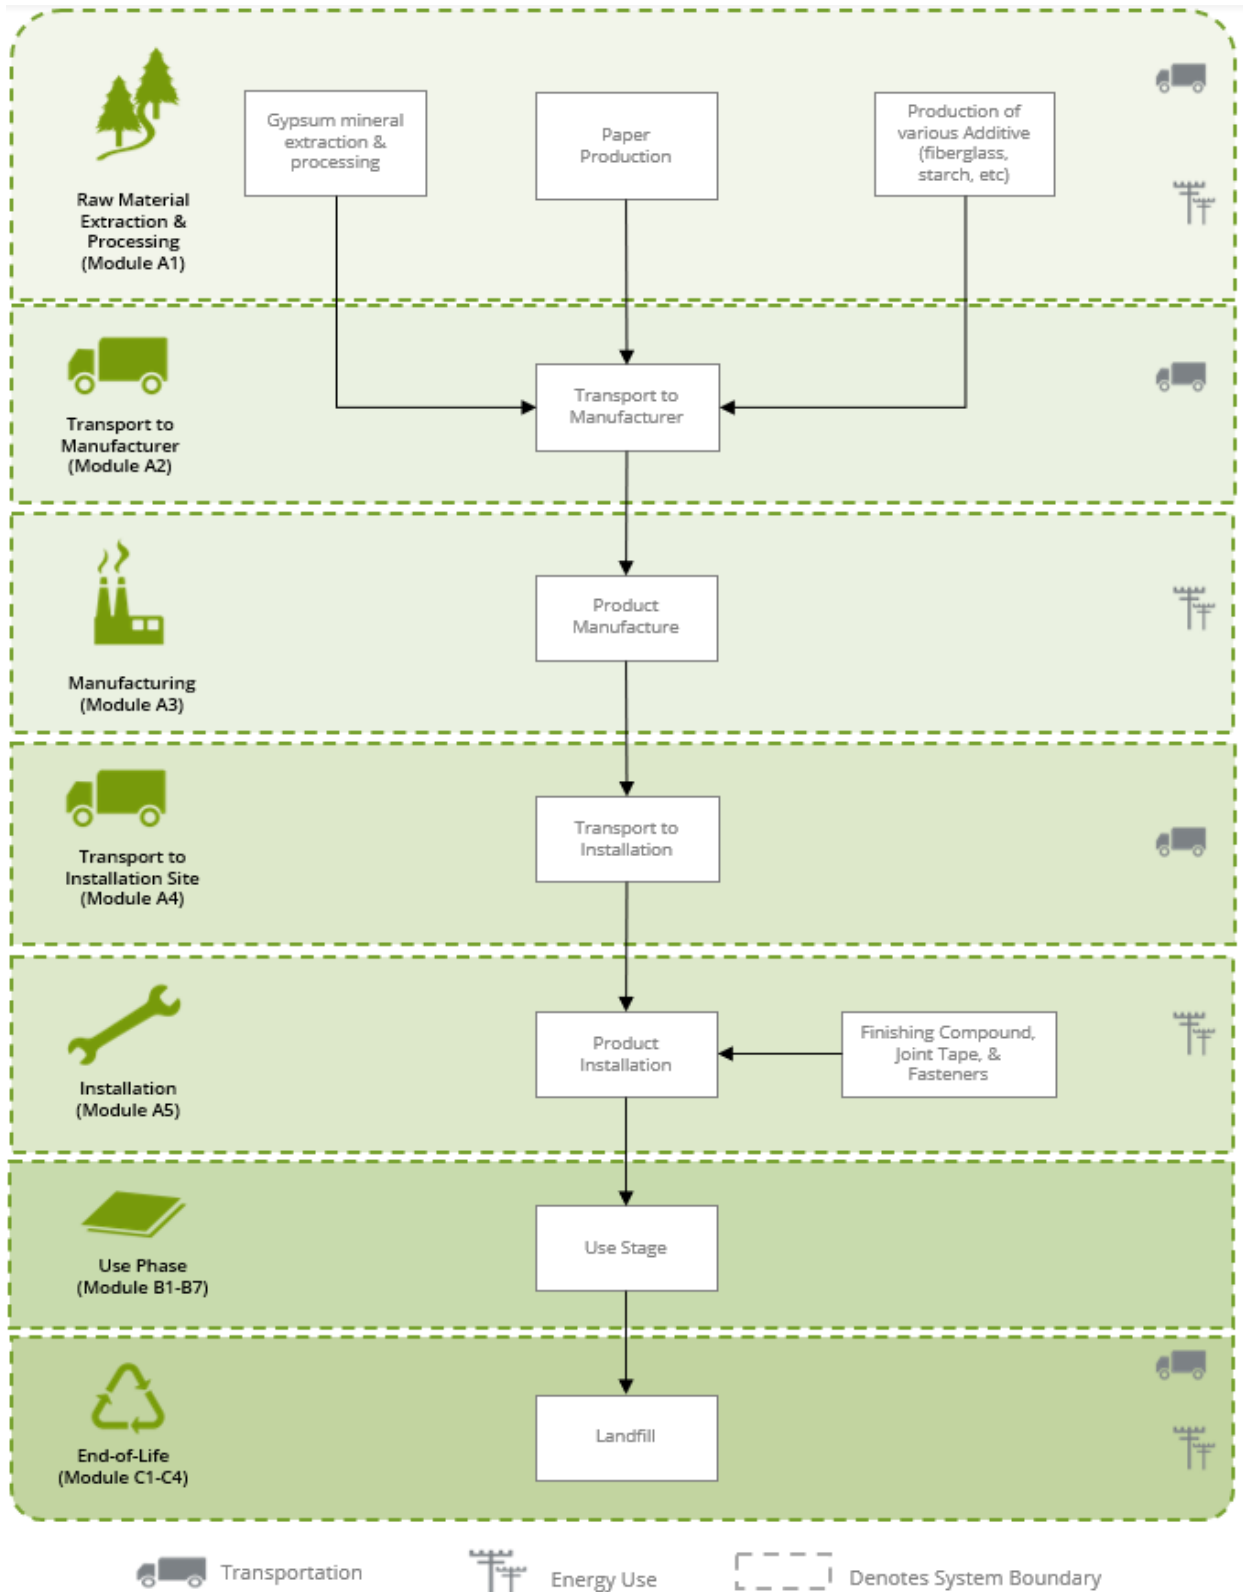 Gypsum mineral
extraction &
processing
Paper
Production
Production of
various Additive
(fiberglass,
starch, etc)
Raw Material
Extraction &
Processing
(Module A1)
Transport to
Manufacturer
(Module A2)
Transport to
Manufacturer
Manufacturing
(Module A3)
Product
Manufacture
Transport to
Installation Site
(Module A4)
Transport to
Installation
Installation
(Module A5)
Product
Installation
Finishing Compound,
Joint Tape, &
Fasteners
Use Phase
(Module B1-B7)
Use Stage
End-of-Life
(Module C1-C4)
Landfill
Transportation
Energy Use
Denotes System Boundary